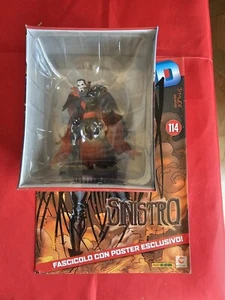 114
SINISTRO
FASCICOLO CON POSTER ESCLUSIVO!